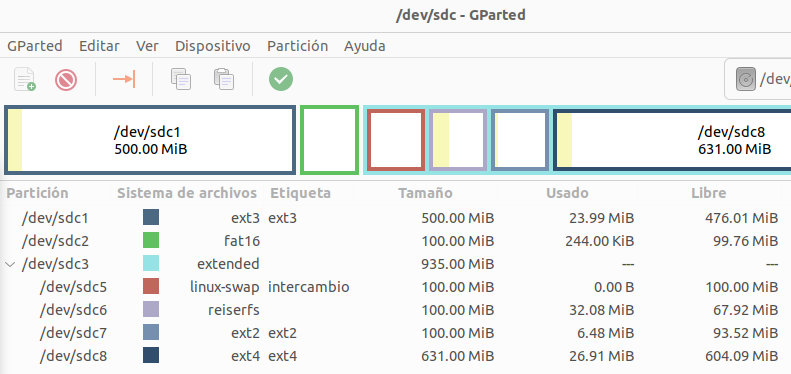 /dev/sdc - GParted
GParted Editar Ver Dispositivo Partición Ayuda
/dev/
/dev/sdc1
500.00 MiB
/dev/sdc8
631.00 MiB
Partición Sistema de archivos Etiqueta Tamaño Usado Libre
/dev/sdc1 ext3 ext3 500.00 MiB 23.99 MiB 476.01 MiB
/dev/sdc2 fat16 100.00 MiB 244.00 KiB 99.76 MiB
/dev/sdc3 extended 935.00 MiB --- ---
/dev/sdc5 linux-swap intercambio 100.00 MiB 0.00 B 100.00 MiB
/dev/sdc6 reiserfs 100.00 MiB 32.08 MiB 67.92 MiB
/dev/sdc7 ext2 ext2 100.00 MiB 6.48 MiB 93.52 MiB
/dev/sdc8 ext4 ext4 631.00 MiB 26.91 MiB 604.09 MiB